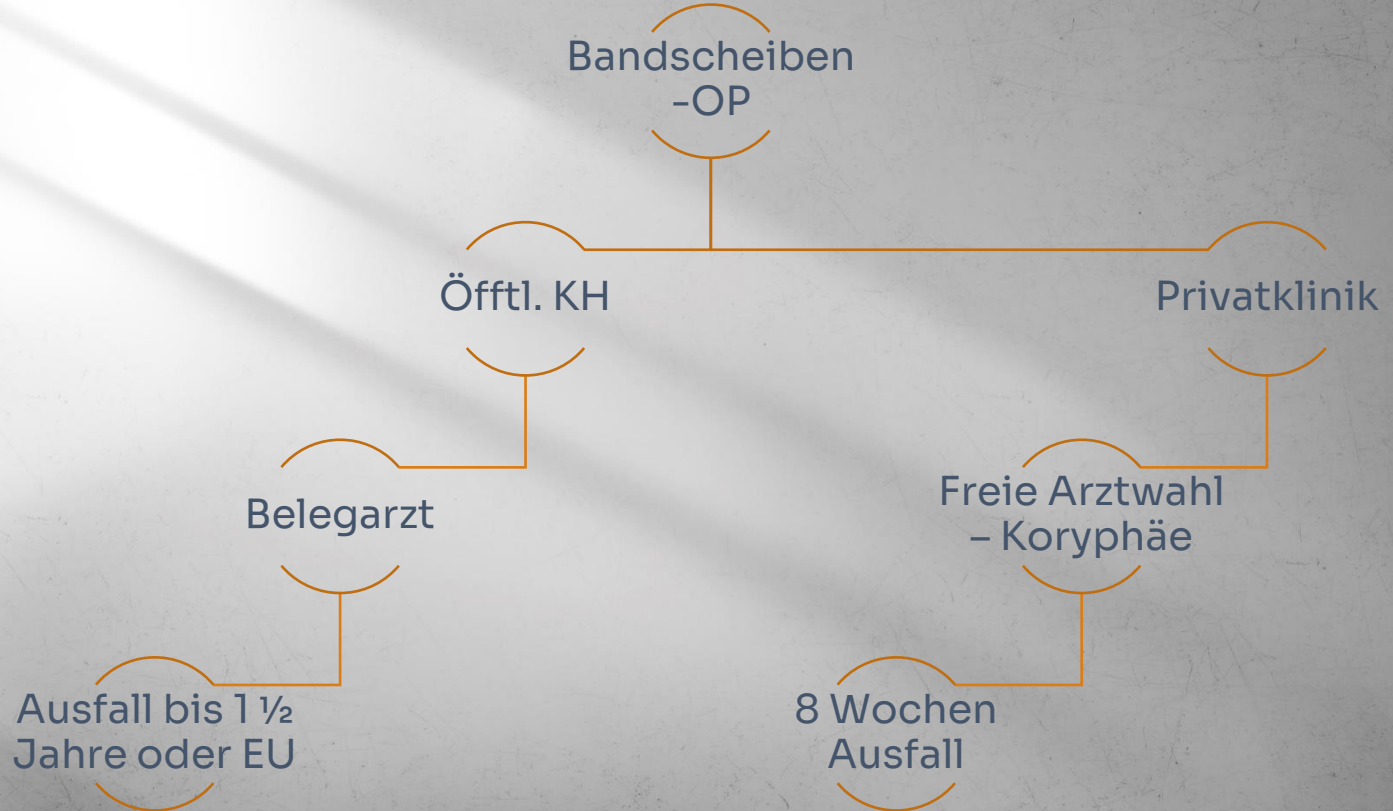 Bandscheiben
-OP
Öfftl. KH
Privatklinik
Belegarzt
Freie Arztwahl
– Koryphäe
Ausfall bis 1 ½
Jahre oder EU
8 Wochen
Ausfall